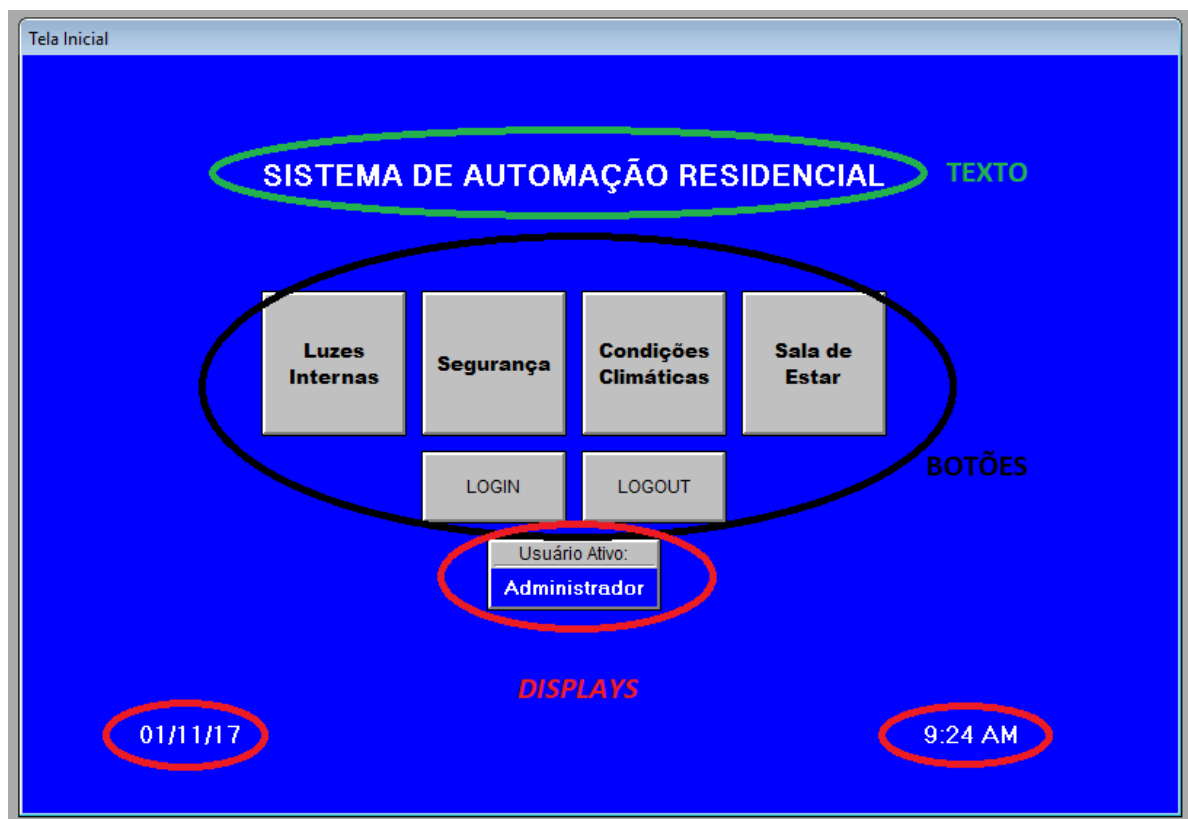 Tela Inicial
SISTEMA DE AUTOMAÇÃO RESIDENCIAL
TEXTO
Luzes
Internas
Segurança
Condições
Climáticas
Sala de
Estar
BOTÕES
LOGIN
LOGOUT
Usuário Ativo:
Administrador
DISPLAYS
01/11/17
9:24 AM